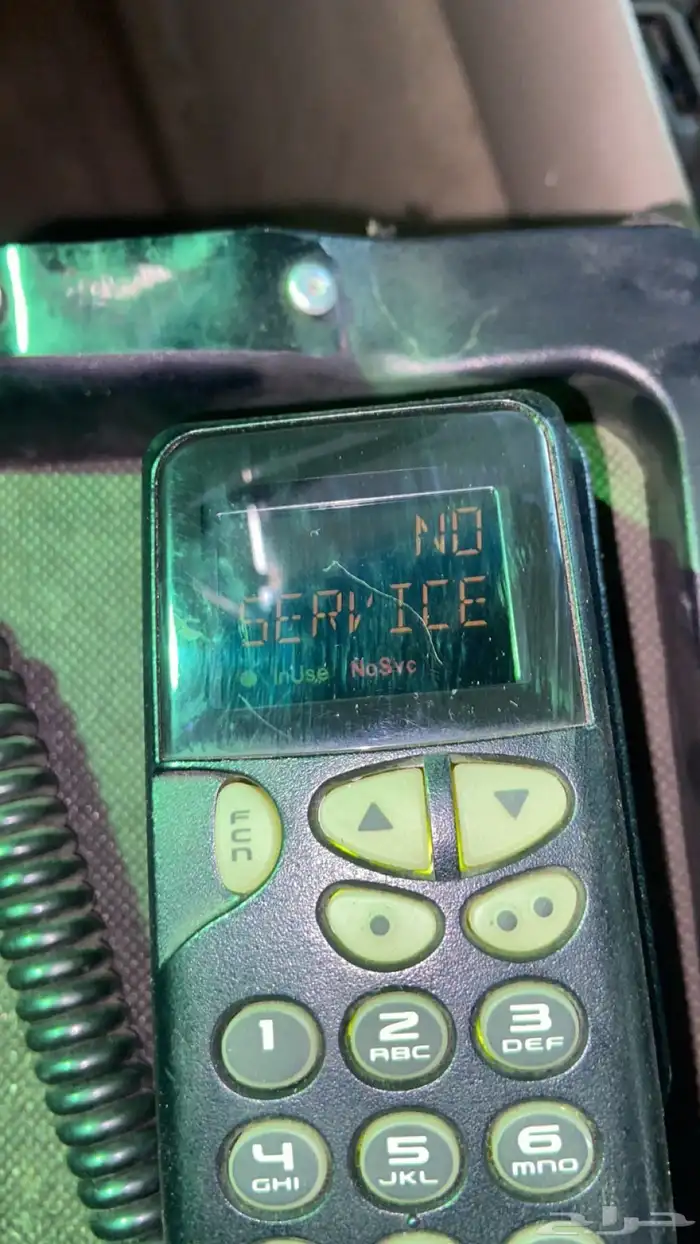 NO
SERVICE
InUse NoSvc
FCN
1
2
ABC
3
DEF
4
GHI
5
JKL
6
MNO
حراج